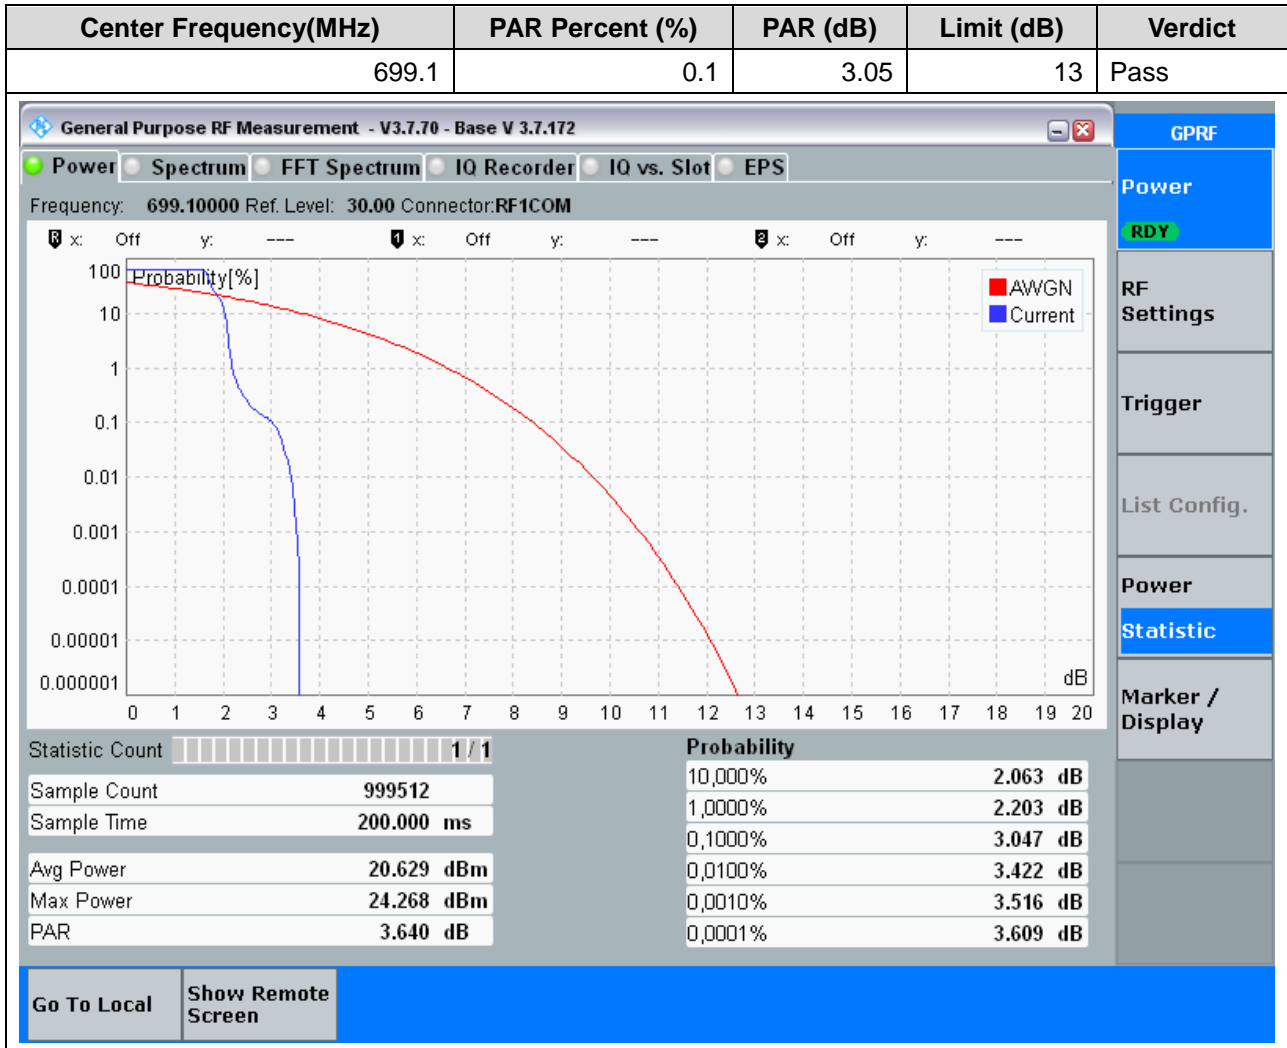 Center Frequency(MHz) PAR Percent (%) PAR (dB) Limit (dB) Verdict
699.1 0.1 3.05 13 Pass
General Purpose RF Measurement - V3.7.70 - Base V 3.7.172
GPRF
Power Spectrum FFT Spectrum IQ Recorder IQ vs. Slot EPS
Frequency: 699.10000 Ref. Level: 30.00 Connector:RF1COM
R x: Off y: --- 1 x: Off y: --- 2 x: Off y: ---
Probability[%]
100
10
1
0.1
0.01
0.001
0.0001
0.00001
0.000001
AWGN
Current
dB
0 1 2 3 4 5 6 7 8 9 10 11 12 13 14 15 16 17 18 19 20
Statistic Count 1 / 1
Sample Count 999512
Sample Time 200.000 ms
Avg Power 20.629 dBm
Max Power 24.268 dBm
PAR 3.640 dB
Probability
10,000% 2.063 dB
1,0000% 2.203 dB
0,1000% 3.047 dB
0,0100% 3.422 dB
0,0010% 3.516 dB
0,0001% 3.609 dB
Power
RDY
RF
Settings
Trigger
List Config.
Power
Statistic
Marker /
Display
Go To Local
Show Remote
Screen